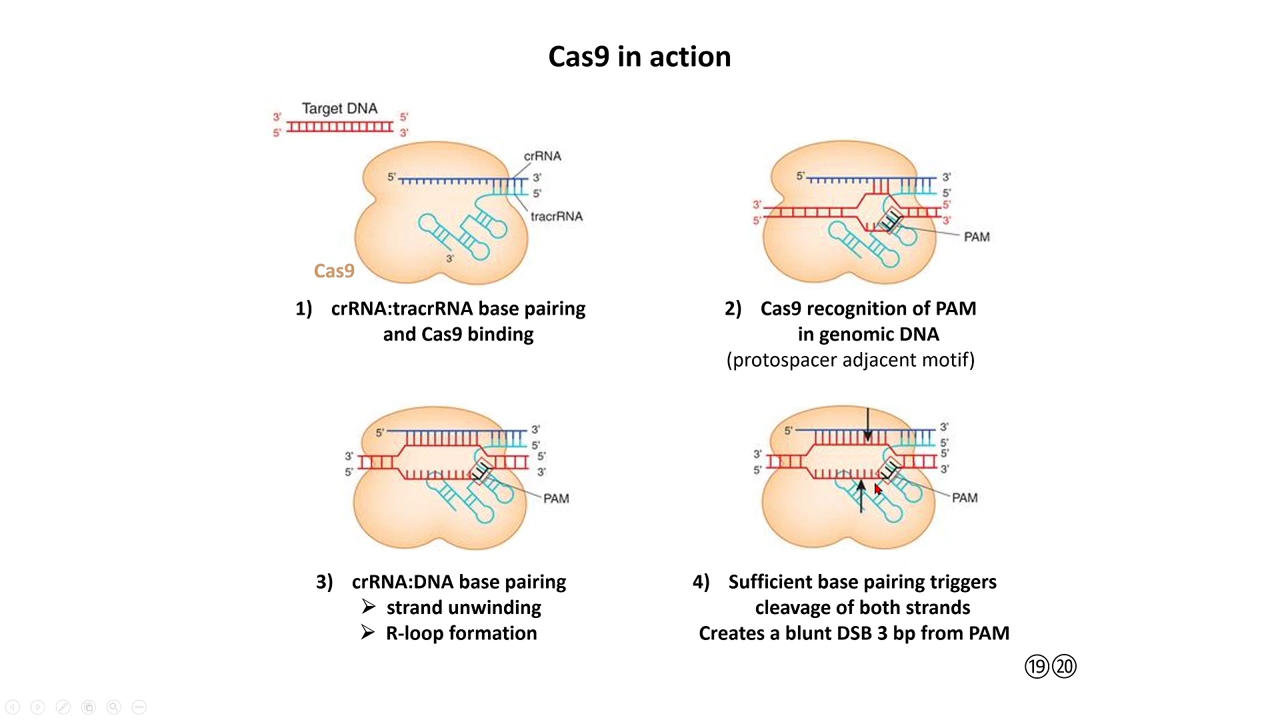 Cas9 in action
Target DNA
3’ 5’
5’ 3’
crRNA
5’ 3’
5’
tracrRNA
3’
Cas9
1) crRNA:tracrRNA base pairing
and Cas9 binding
5’ 3’
5’
3’ 5’
5’ 3’
PAM
2) Cas9 recognition of PAM
in genomic DNA
(protospacer adjacent motif)
5’ 3’
5’
3’ 5’
5’ 3’
PAM
3) crRNA:DNA base pairing
➢ strand unwinding
➢ R-loop formation
5’ 3’
5’
3’ 5’
5’ 3’
PAM
4) Sufficient base pairing triggers
cleavage of both strands
Creates a blunt DSB 3 bp from PAM
⑲⑳